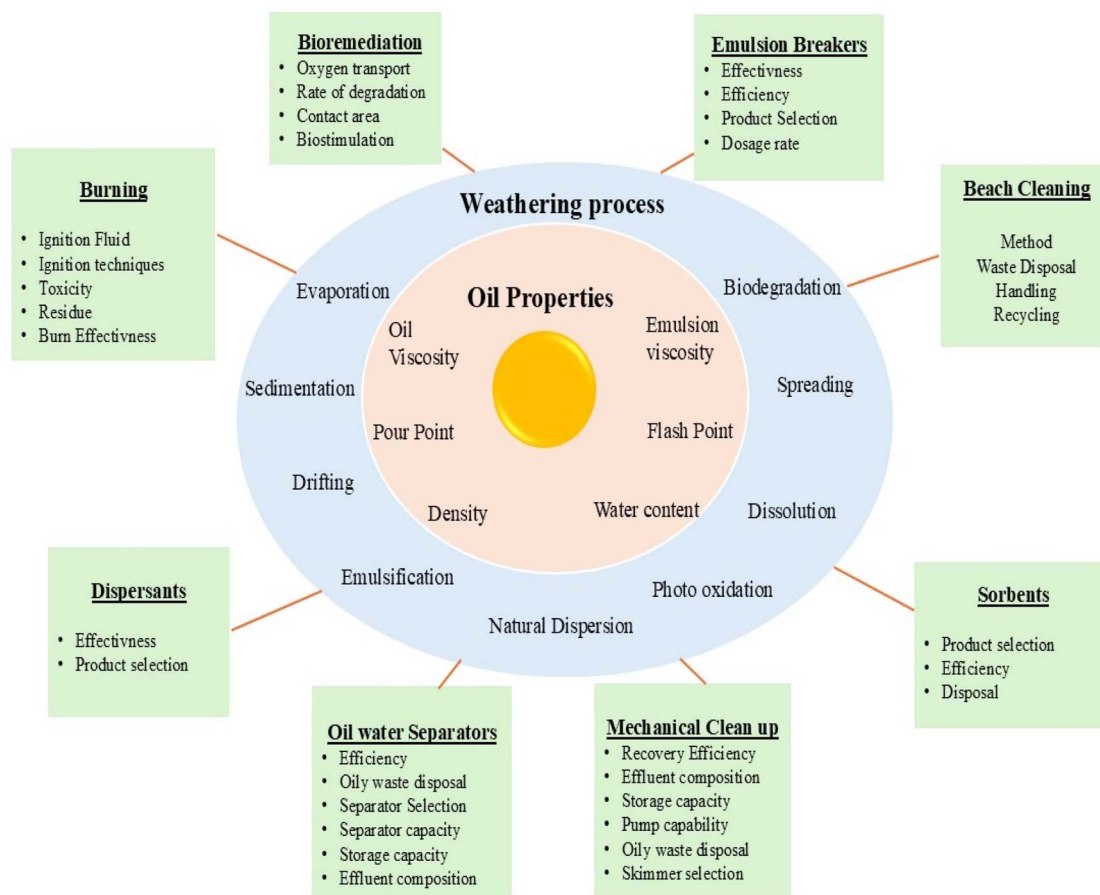 Bioremediation
• Oxygen transport
• Rate of degradation
• Contact area
• Biostimulation
Emulsion Breakers
• Effectivness
• Efficiency
• Product Selection
• Dosage rate
Burning
• Ignition Fluid
• Ignition techniques
• Toxicity
• Residue
• Burn Effectivness
Beach Cleaning
Method
Waste Disposal
Handling
Recycling
Weathering process
Evaporation
Biodegradation
Sedimentation
Spreading
Drifting
Dissolution
Emulsification
Photo oxidation
Natural Dispersion
Oil Properties
Oil
Viscosity
Emulsion
viscosity
Pour Point
Flash Point
Density
Water content
Dispersants
• Effectivness
• Product selection
Sorbents
• Product selection
• Efficiency
• Disposal
Oil water Separators
• Efficiency
• Oily waste disposal
• Separator Selection
• Separator capacity
• Storage capacity
• Effluent composition
Mechanical Clean up
• Recovery Efficiency
• Effluent composition
• Storage capacity
• Pump capability
• Oily waste disposal
• Skimmer selection